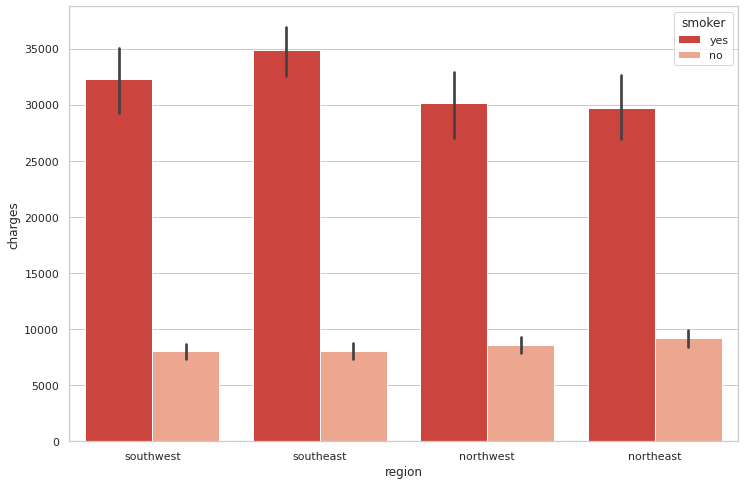 smoker
yes
no
35000
30000
25000
20000
15000
10000
5000
0
charges
southwest
southeast
northwest
northeast
region